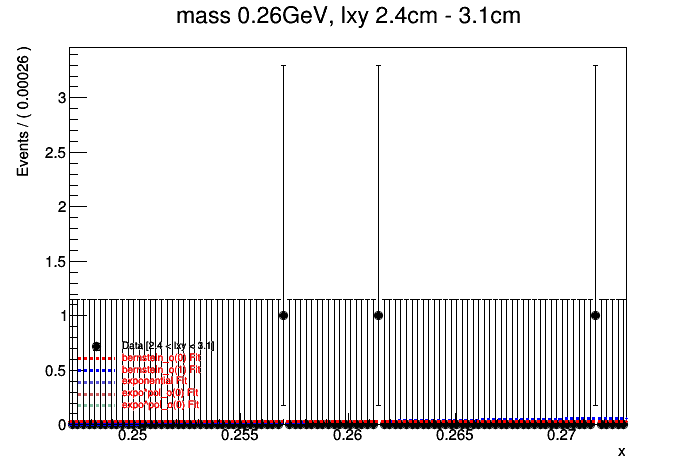 mass 0.26GeV, lxy 2.4cm - 3.1cm
Events / ( 0.00026 )
3
2.5
2
1.5
1
0.5
0
Data [2.4 < lxy < 3.1]
bernstein_o(0) Fit
bernstein_o(1) Fit
exponential Fit
expo*pol_o(0) Fit
expo*pol_o(0) Fit
0.25 0.255 0.26 0.265 0.27
x